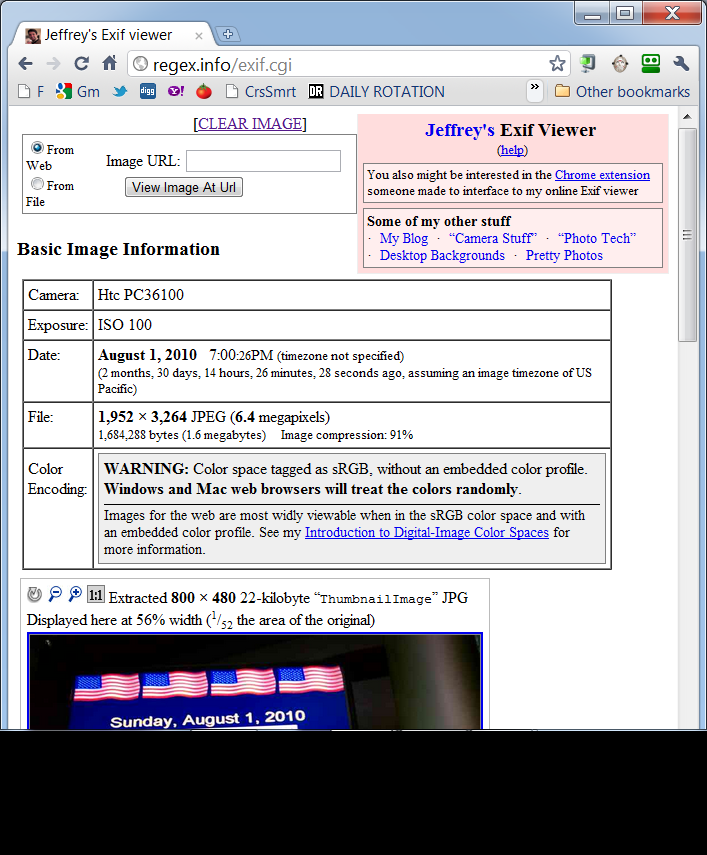 Jeffrey's Exif viewer
regex.info/exif.cgi
F Gm digg Y! CrsSmrt DR DAILY ROTATION » Other bookmarks
[CLEAR IMAGE]
From Web
From File
Image URL:
View Image At Url
Jeffrey's Exif Viewer
(help)
You also might be interested in the Chrome extension
someone made to interface to my online Exif viewer
Some of my other stuff
· My Blog · “Camera Stuff” · “Photo Tech”
· Desktop Backgrounds · Pretty Photos
Basic Image Information
Camera: Htc PC36100
Exposure: ISO 100
Date: August 1, 2010 7:00:26PM (timezone not specified)
(2 months, 30 days, 14 hours, 26 minutes, 28 seconds ago, assuming an image timezone of US
Pacific)
File: 1,952 × 3,264 JPEG (6.4 megapixels)
1,684,288 bytes (1.6 megabytes) Image compression: 91%
Color
Encoding:
WARNING: Color space tagged as sRGB, without an embedded color profile.
Windows and Mac web browsers will treat the colors randomly.
Images for the web are most widly viewable when in the sRGB color space and with
an embedded color profile. See my Introduction to Digital-Image Color Spaces for
more information.
1:1 Extracted 800 × 480 22-kilobyte “ThumbnailImage” JPG
Displayed here at 56% width (1/52 the area of the original)
Sunday, August 1, 2010